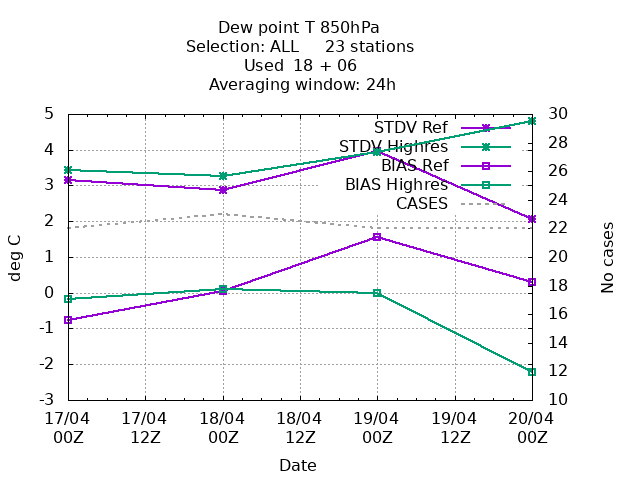 Dew point T 850hPa
Selection: ALL     23 stations
Used  18 + 06
Averaging window: 24h
5
4
3
2
1
0
-1
-2
-3
deg C
30
28
26
24
22
20
18
16
14
12
10
No cases
STDV Ref
STDV Highres
BIAS Ref
BIAS Highres
CASES
17/04 17/04 18/04 18/04 19/04 19/04 20/04
00Z 12Z 00Z 12Z 00Z 12Z 00Z
Date